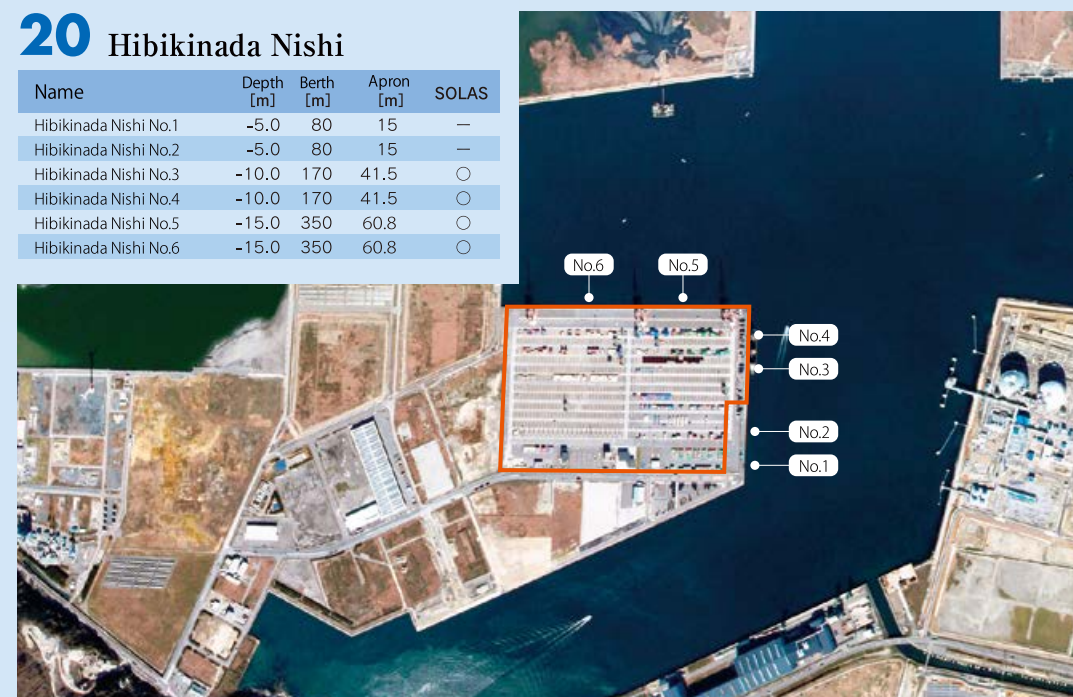 20 Hibikinada Nishi
Name Depth [m] Berth [m] Apron [m] SOLAS
Hibikinada Nishi No.1 -5.0 80 15 —
Hibikinada Nishi No.2 -5.0 80 15 —
Hibikinada Nishi No.3 -10.0 170 41.5 ○
Hibikinada Nishi No.4 -10.0 170 41.5 ○
Hibikinada Nishi No.5 -15.0 350 60.8 ○
Hibikinada Nishi No.6 -15.0 350 60.8 ○
No.6 No.5
No.4
No.3
No.2
No.1